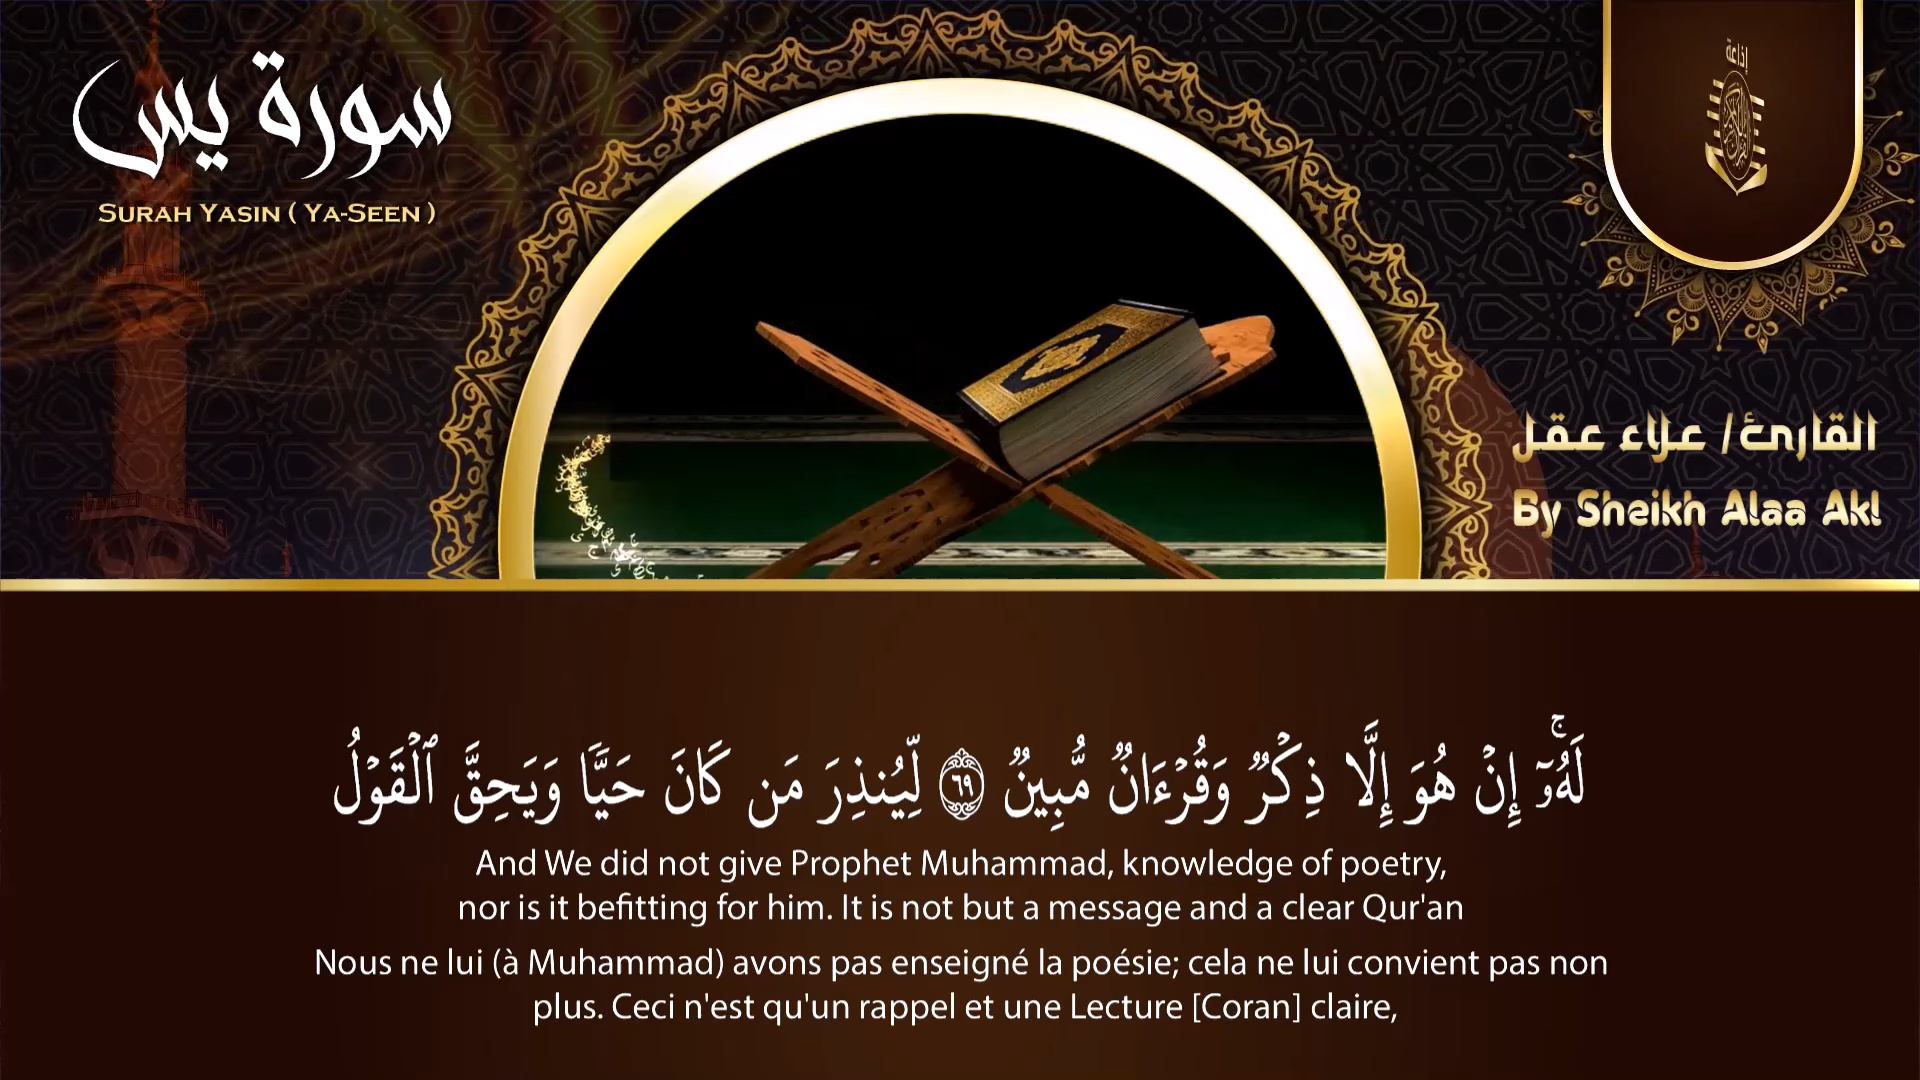 سورة يس
SURAH YASIN ( YA-SEEN )
إذاعة
القرآن الكريم
القارئ/ علاء عقل
By Sheikh Alaa Akl
لَهُۥٓۚ إِنْ هُوَ إِلَّا ذِكْرٌۭ وَقُرْءَانٌۭ مُّبِينٌۭ ٦٩ لِّيُنذِرَ مَن كَانَ حَيًّۭا وَيَحِقَّ ٱلْقَوْلُ
And We did not give Prophet Muhammad, knowledge of poetry,
nor is it befitting for him. It is not but a message and a clear Qur'an
Nous ne lui (à Muhammad) avons pas enseigné la poésie; cela ne lui convient pas non
plus. Ceci n'est qu'un rappel et une Lecture [Coran] claire,